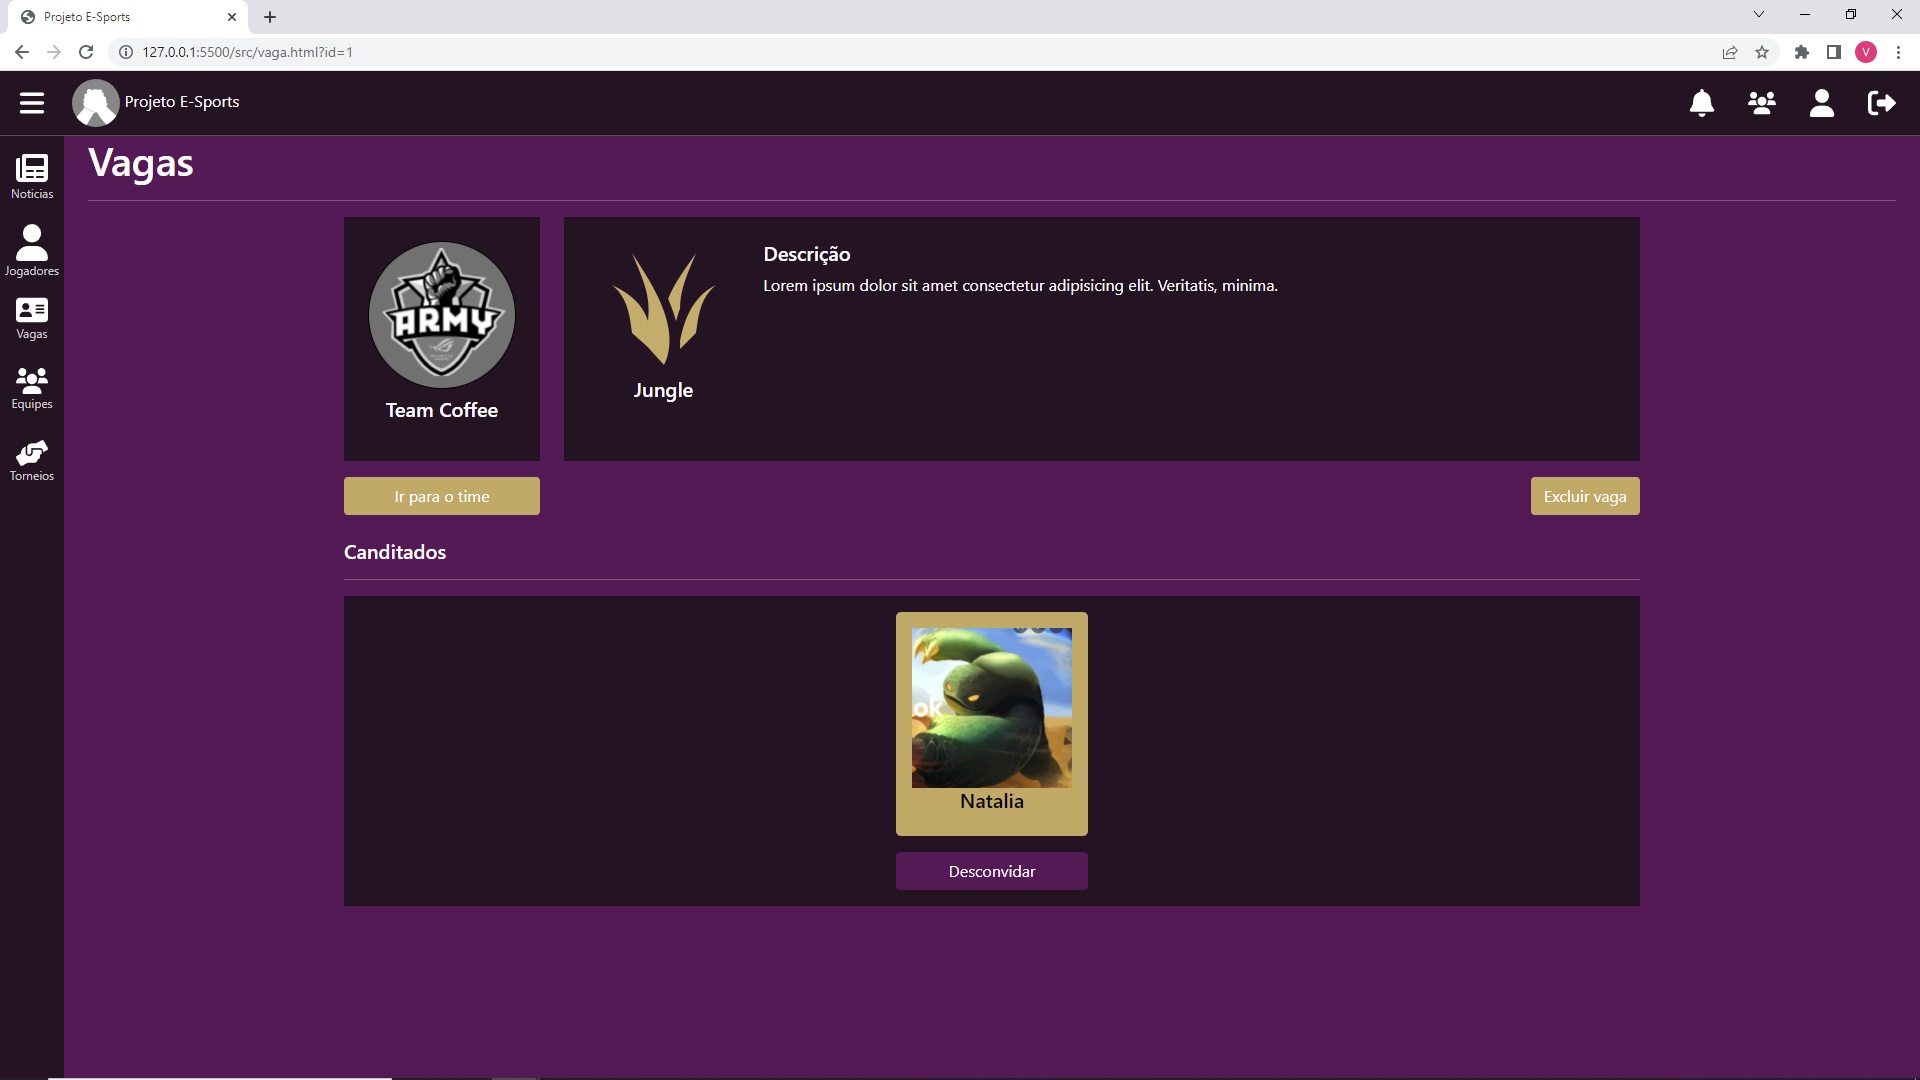 Projeto E-Sports
127.0.0.1:5500/src/vaga.html?id=1
V
Projeto E-Sports
Noticias
Jogadores
Vagas
Equipes
Torneios
Vagas
ARMY
Team Coffee
Jungle
Descrição
Lorem ipsum dolor sit amet consectetur adipisicing elit. Veritatis, minima.
Ir para o time
Excluir vaga
Canditados
ok
Natalia
Desconvidar